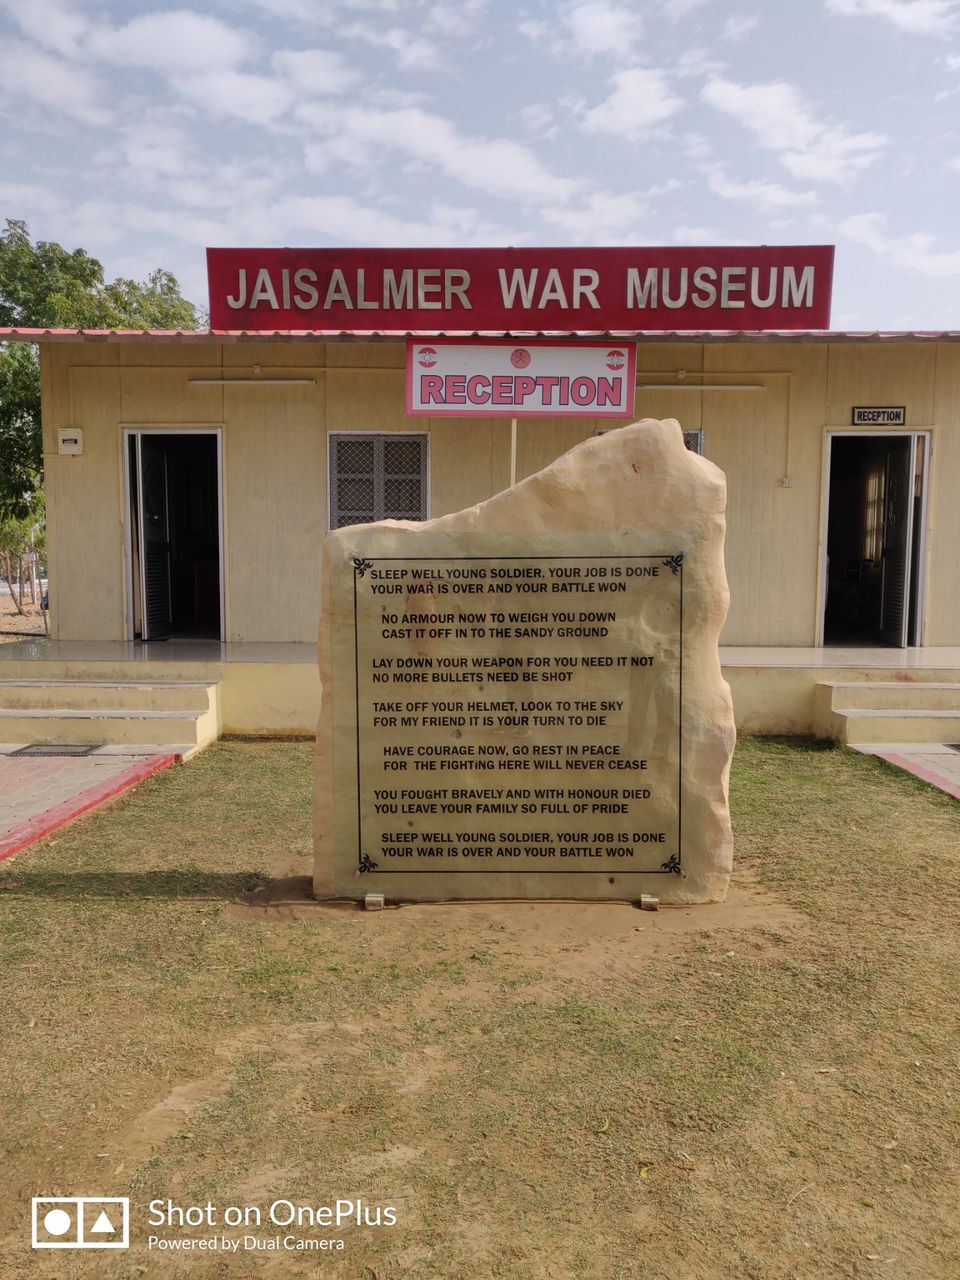 JAISALMER WAR MUSEUM
RECEPTION
RECEPTION
SLEEP WELL YOUNG SOLDIER, YOUR JOB IS DONE
YOUR WAR IS OVER AND YOUR BATTLE WON
NO ARMOUR NOW TO WEIGH YOU DOWN
CAST IT OFF IN TO THE SANDY GROUND
LAY DOWN YOUR WEAPON FOR YOU NEED IT NOT
NO MORE BULLETS NEED BE SHOT
TAKE OFF YOUR HELMET, LOOK TO THE SKY
FOR MY FRIEND IT IS YOUR TURN TO DIE
HAVE COURAGE NOW, GO REST IN PEACE
FOR THE FIGHTING HERE WILL NEVER CEASE
YOU FOUGHT BRAVELY AND WITH HONOUR DIED
YOU LEAVE YOUR FAMILY SO FULL OF PRIDE
SLEEP WELL YOUNG SOLDIER, YOUR JOB IS DONE
YOUR WAR IS OVER AND YOUR BATTLE WON
Shot on OnePlus
Powered by Dual Camera